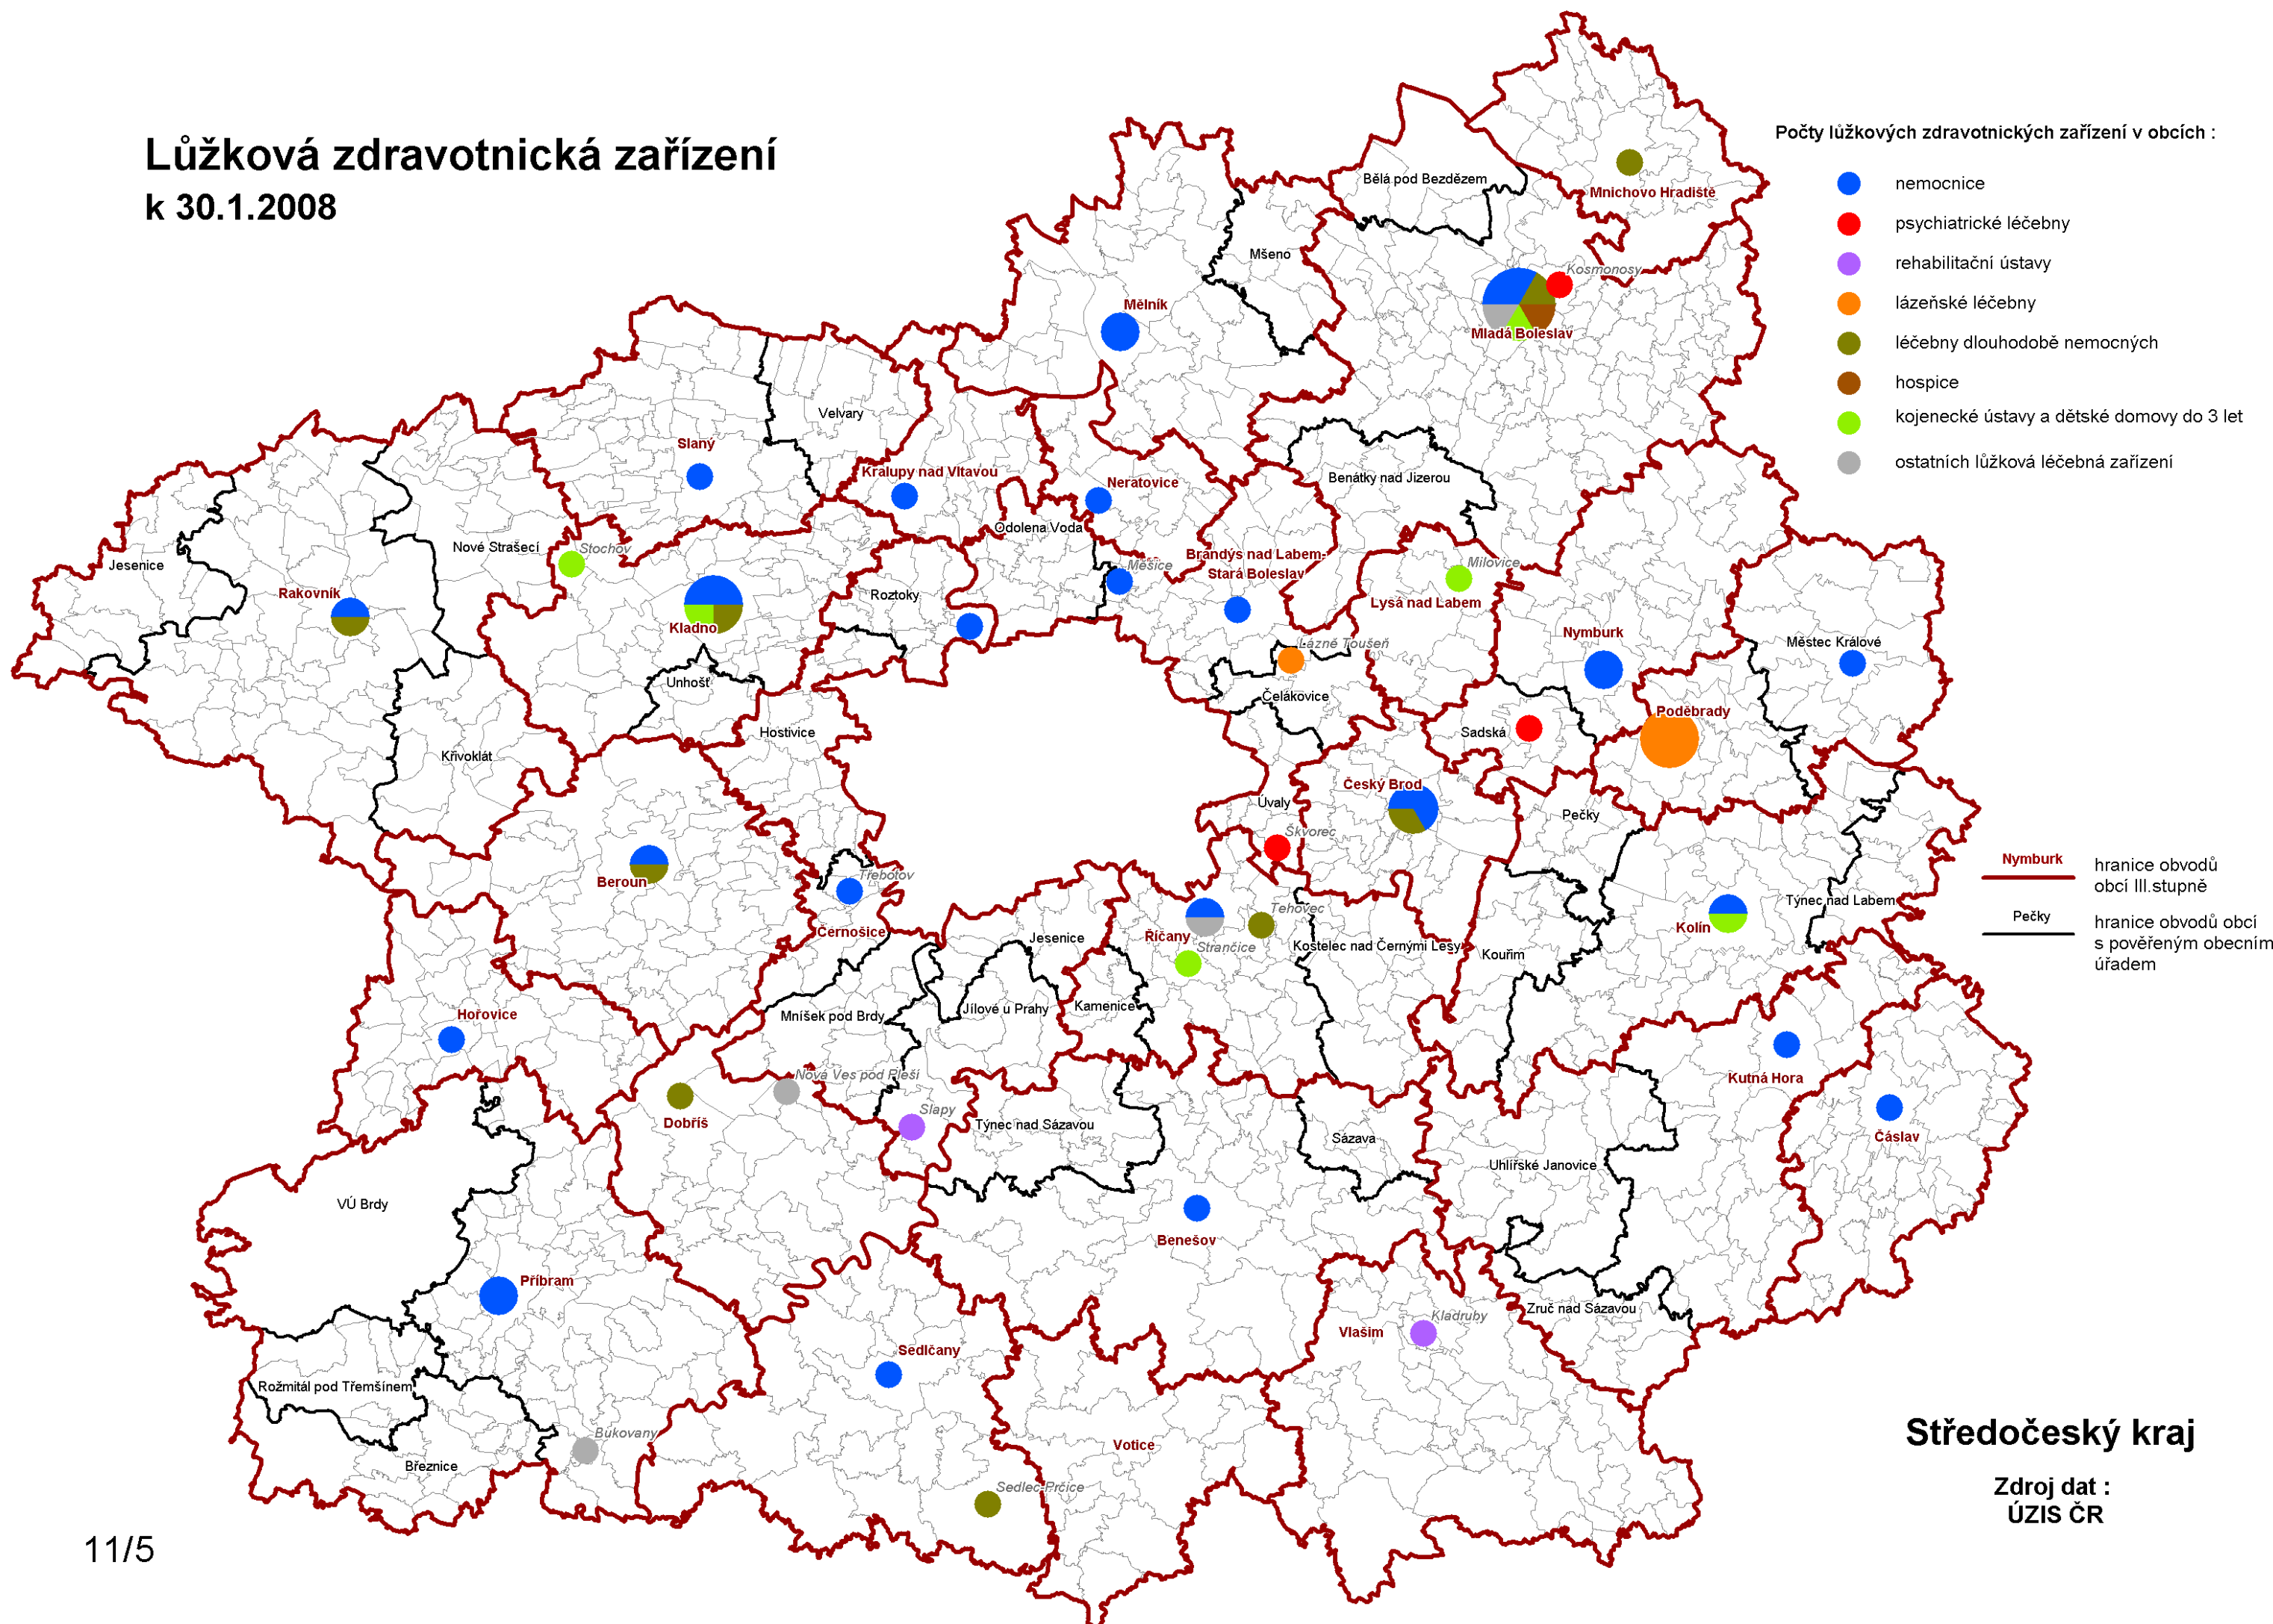 Lůžková zdravotnická zařízení
k 30.1.2008
Počty lůžkových zdravotnických zařízení v obcích :
nemocnice
psychiatrické léčebny
rehabilitační ústavy
lázeňské léčebny
léčebny dlouhodobě nemocných
hospice
kojenecké ústavy a dětské domovy do 3 let
ostatních lůžková léčebná zařízení
Bělá pod Bezdězem
Mnichovo Hradiště
Mšeno
Kosmonosy
Mělník
Mladá Boleslav
Velvary
Slaný
Kralupy nad Vltavou
Neratovice
Benátky nad Jizerou
Odolena Voda
Nové Strašecí
Stochov
Jesenice
Brandýs nad Labem-
Stará Boleslav
Měšice
Milovice
Rakovník
Roztoky
Lysá nad Labem
Kladno
Nymburk
Městec Králové
Lázně Toušeň
Unhošť
Čelákovice
Poděbrady
Hostivice
Sadská
Křivoklát
Český Brod
Úvaly
Pečky
Škvorec
Nymburk
hranice obvodů
obcí III.stupně
Beroun
Třebotov
Týnec nad Labem
Pečky
hranice obvodů obcí
s pověřeným obecním
úřadem
Tehovec
Kolín
Černošice
Jesenice
Říčany
Strančice
Kostelec nad Černými Lesy
Kouřim
Hořovice
Mníšek pod Brdy
Jílové u Prahy
Kamenice
Nová Ves pod Pleší
Kutná Hora
Dobříš
Slapy
Týnec nad Sázavou
Sázava
Čáslav
Uhlířské Janovice
VÚ Brdy
Benešov
Příbram
Zruč nad Sázavou
Kladruby
Vlašim
Sedlčany
Rožmitál pod Třemšínem
Bukovany
Votice
Březnice
Sedlec-Prčice
Středočeský kraj
Zdroj dat :
ÚZIS ČR
11/5